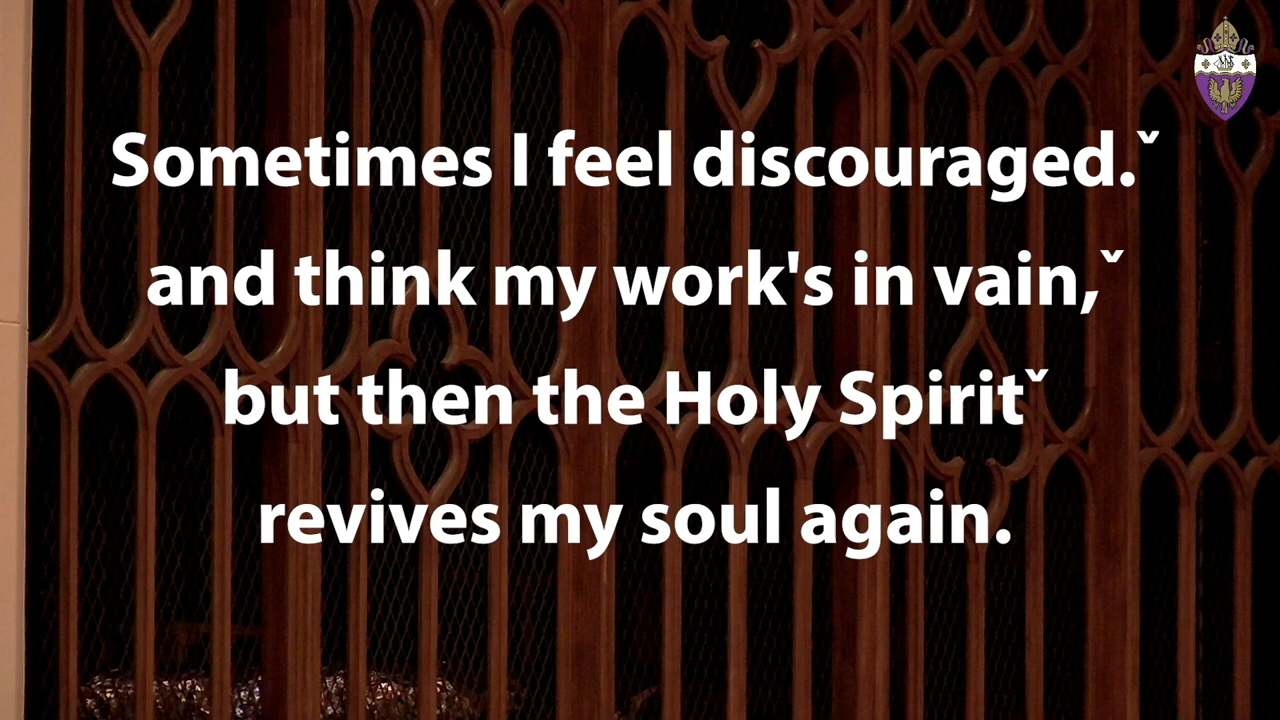 Sometimes I feel discouraged.ˇ
and think my work's in vain,ˇ
but then the Holy Spiritˇ
revives my soul again.